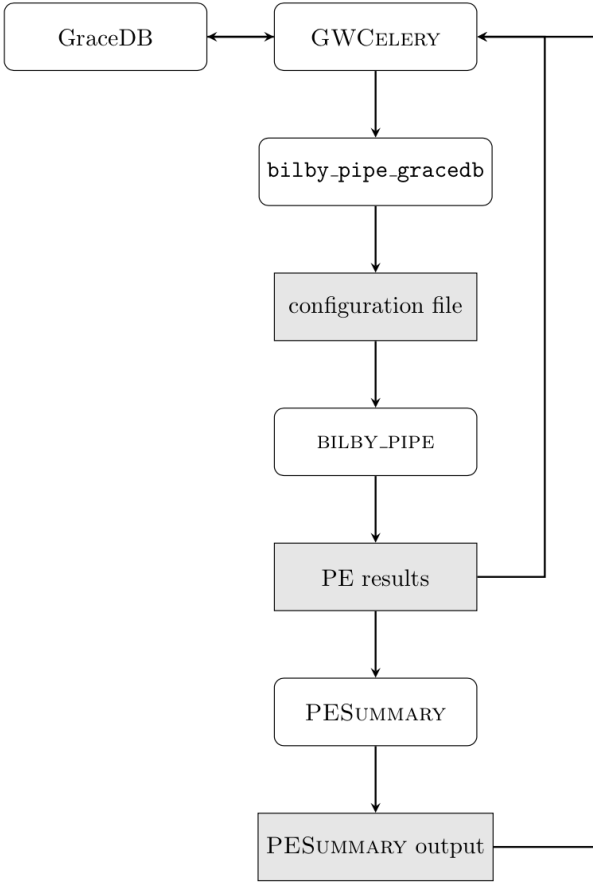 GraceDB
GWCELERY
bilby_pipe_gracedb
configuration file
BILBY_PIPE
PE results
PESUMMARY
PESUMMARY output